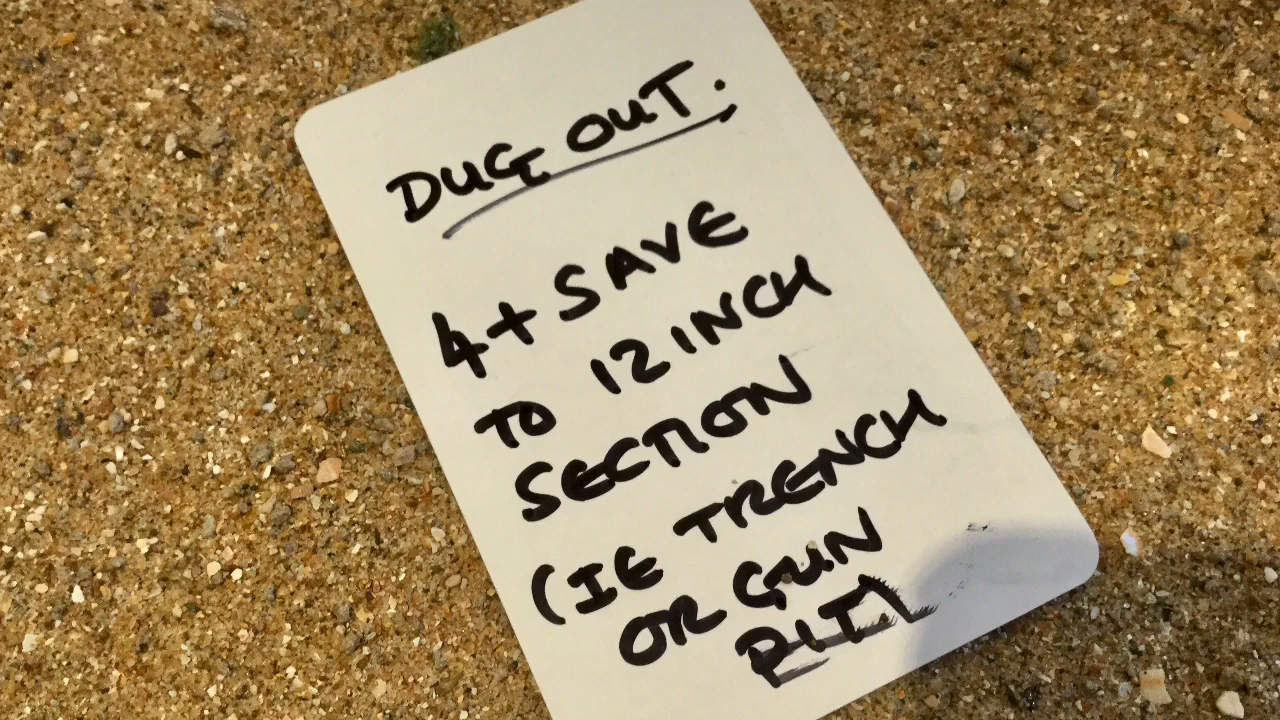 DUG OUT.
4+ SAVE
TO 12 INCH
SECTION
(IE TRENCH
OR GUN
PIT)